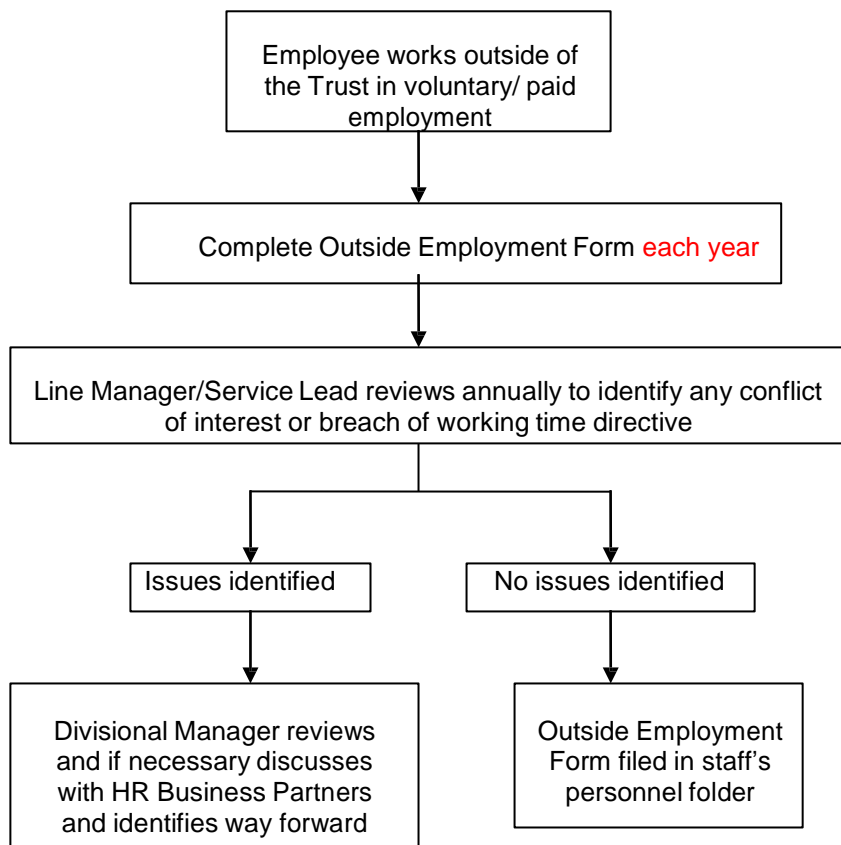 Employee works outside of
the Trust in voluntary/ paid
employment
Complete Outside Employment Form each year
Line Manager/Service Lead reviews annually to identify any conflict
of interest or breach of working time directive
Issues identified
No issues identified
Divisional Manager reviews
and if necessary discusses
with HR Business Partners
and identifies way forward
Outside Employment
Form filed in staff’s
personnel folder